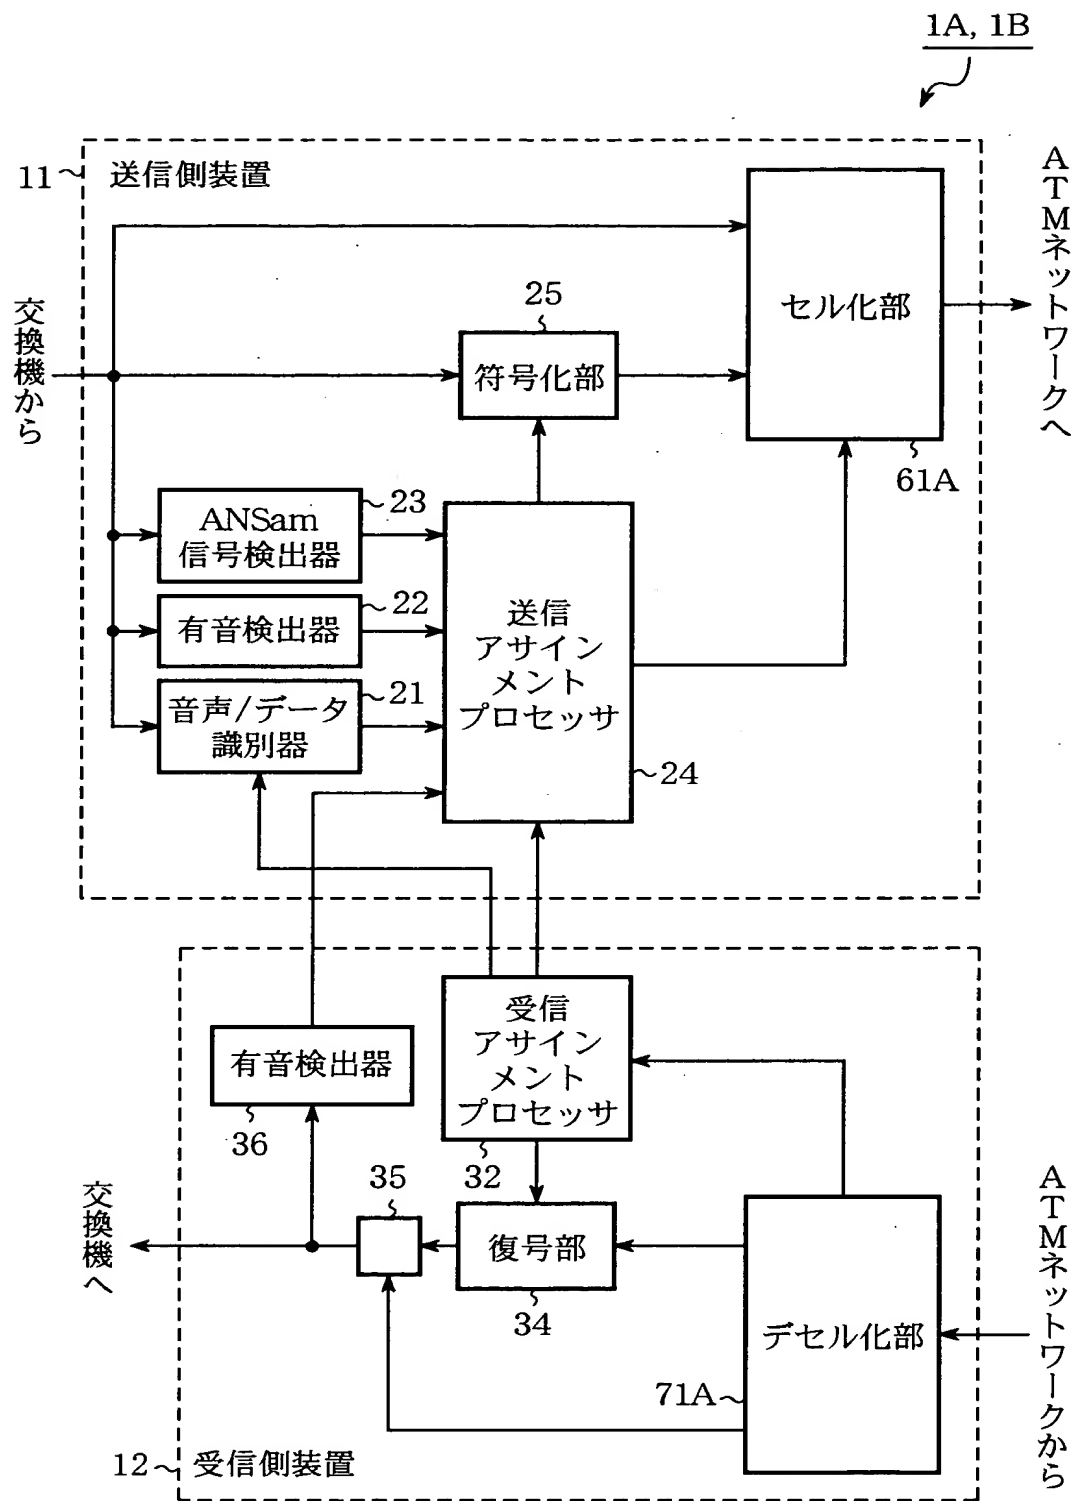 1A, 1B
11
送信側装置
ATMネットワークへ
セル化部
61A
交換機から
25
符号化部
23
ANSam
信号検出器
22
有音検出器
21
音声/データ
識別器
送信
アサイン
メント
プロセッサ
24
受信
アサイン
メント
プロセッサ
32
有音検出器
36
35
交換機へ
復号部
34
デセル化部
71A
ATMネットワークから
12
受信側装置